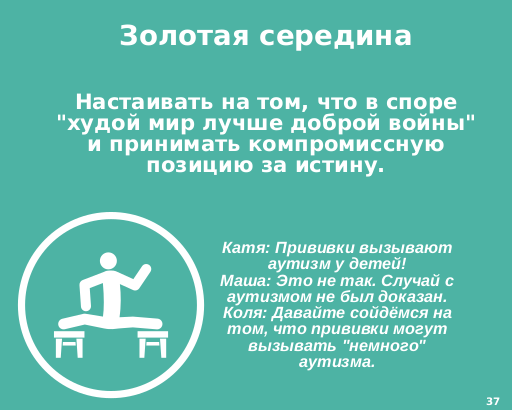 Золотая середина
Настаивать на том, что в споре
"худой мир лучше доброй войны"
и принимать компромиссную
позицию за истину.
Катя: Прививки вызывают
аутизм у детей!
Маша: Это не так. Случай с
аутизмом не был доказан.
Коля: Давайте сойдёмся на
том, что прививки могут
вызывать "немного"
аутизма.
37